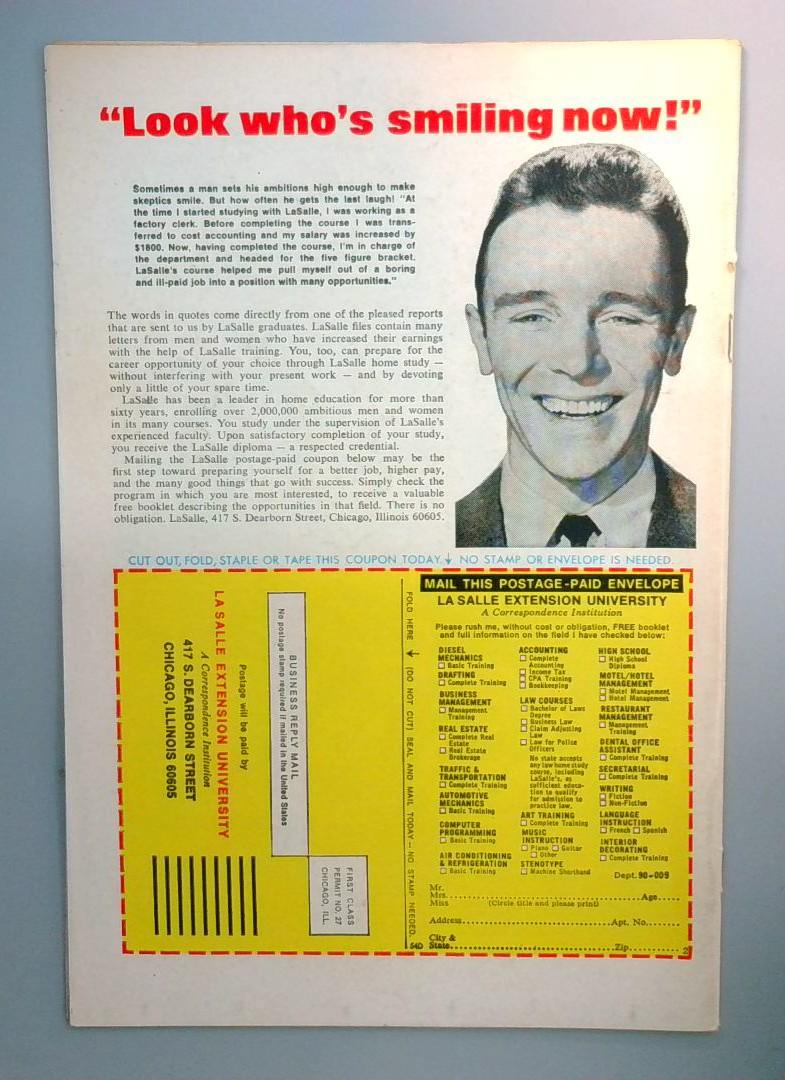 “Look who's smiling now!”
Sometimes a man sets his ambitions high enough to make
skeptics smile. But how often he gets the last laugh! “At
the time I started studying with LaSalle, I was working as a
factory clerk. Before completing the course I was trans-
ferred to cost accounting and my salary was increased by
$1800. Now, having completed the course, I'm in charge of
the department and headed for the five figure bracket.
LaSalle's course helped me pull myself out of a boring
and ill-paid job into a position with many opportunities.”
The words in quotes come directly from one of the pleased reports
that are sent to us by LaSalle graduates. LaSalle files contain many
letters from men and women who have increased their earnings
with the help of LaSalle training. You, too, can prepare for the
career opportunity of your choice through LaSalle home study —
without interfering with your present work — and by devoting
only a little of your spare time.
LaSalle has been a leader in home education for more than
sixty years, enrolling over 2,000,000 ambitious men and women
in its many courses. You study under the supervision of LaSalle's
experienced faculty. Upon satisfactory completion of your study,
you receive the LaSalle diploma — a respected credential.
Mailing the LaSalle postage-paid coupon below may be the
first step toward preparing yourself for a better job, higher pay,
and the many good things that go with success. Simply check the
program in which you are most interested, to receive a valuable
free booklet describing the opportunities in that field. There is no
obligation. LaSalle, 417 S. Dearborn Street, Chicago, Illinois 60605.
CUT OUT, FOLD, STAPLE OR TAPE THIS COUPON TODAY. ↓ NO STAMP OR ENVELOPE IS NEEDED.
FIRST CLASS
PERMIT NO. 27
CHICAGO, ILL.
BUSINESS REPLY MAIL
No postage stamp required if mailed in the United States
Postage will be paid by
LA SALLE EXTENSION UNIVERSITY
A Correspondence Institution
417 S. DEARBORN STREET
CHICAGO, ILLINOIS 60605
FOLD HERE → (DO NOT CUT) SEAL AND MAIL TODAY — NO STAMP NEEDED.
MAIL THIS POSTAGE-PAID ENVELOPE
LA SALLE EXTENSION UNIVERSITY
A Correspondence Institution
Please rush me, without cost or obligation, FREE booklet
and full information on the field I have checked below:
DIESEL
MECHANICS
☐ Basic Training
DRAFTING
☐ Complete Training
BUSINESS
MANAGEMENT
☐ Management
Training
REAL ESTATE
☐ Complete Real
Estate
☐ Real Estate
Brokerage
TRAFFIC &
TRANSPORTATION
☐ Complete Training
AUTOMOTIVE
MECHANICS
☐ Basic Training
COMPUTER
PROGRAMMING
☐ Basic Training
AIR CONDITIONING
& REFRIGERATION
☐ Basic Training
ACCOUNTING
☐ Complete
Accounting
☐ Income Tax
☐ CPA Training
☐ Bookkeeping
LAW COURSES
☐ Bachelor of Laws
Degree
☐ Business Law
☐ Claim Adjusting
Law
☐ Law for Police
Officers
No state accepts
any law home study
course, including
LaSalle's, as
sufficient educa-
tion to qualify
for admission to
practice law.
ART TRAINING
☐ Complete Training
MUSIC
INSTRUCTION
☐ Piano ☐ Guitar
☐ Other
STENOTYPE
☐ Machine Shorthand
HIGH SCHOOL
☐ High School
Diploma
MOTEL/HOTEL
MANAGEMENT
☐ Motel Management
☐ Hotel Management
RESTAURANT
MANAGEMENT
☐ Management
Training
DENTAL OFFICE
ASSISTANT
☐ Complete Training
SECRETARIAL
☐ Complete Training
WRITING
☐ Fiction
☐ Non-Fiction
LANGUAGE
INSTRUCTION
☐ French ☐ Spanish
INTERIOR
DECORATING
☐ Complete Training
Dept. 90-009
Mr.
Mrs. Age
Miss (Circle title and please print)
Address Apt. No.
City &
State Zip
54D 2